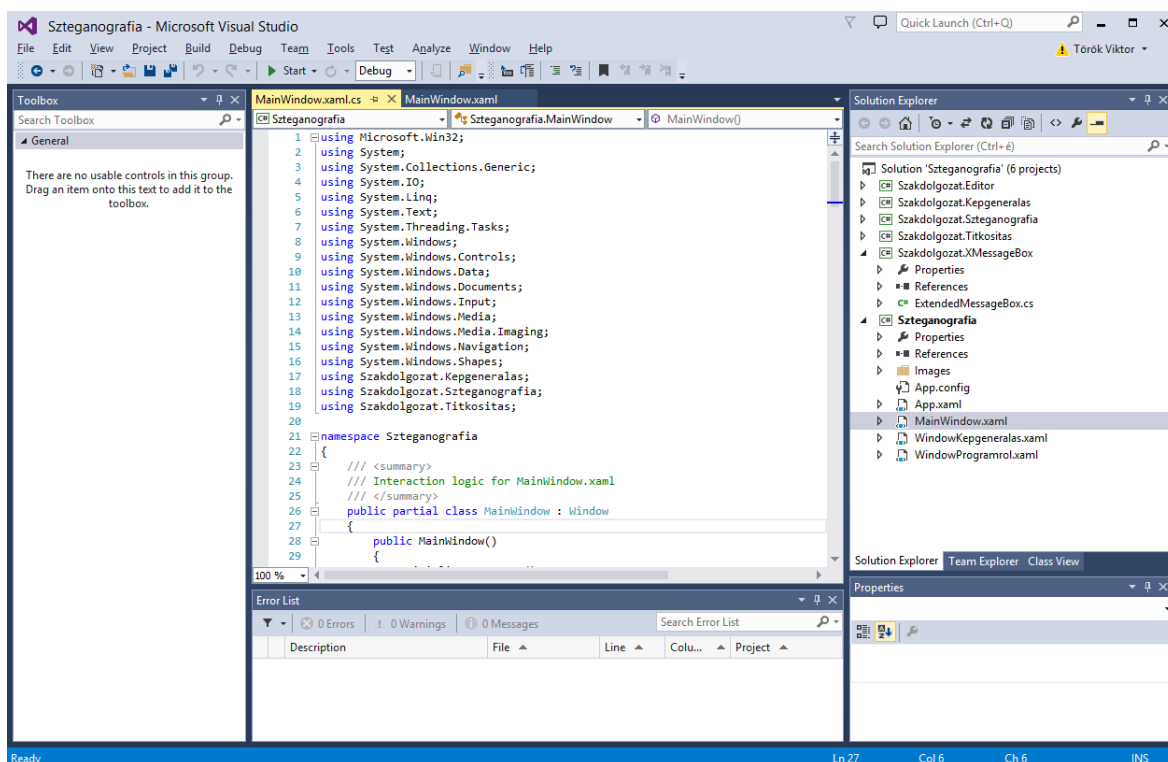 Szteganografia - Microsoft Visual Studio
Quick Launch (Ctrl+Q)
File Edit View Project Build Debug Team Tools Test Analyze Window Help
Török Viktor
Start Debug
Toolbox
Search Toolbox
General
There are no usable controls in this group.
Drag an item onto this text to add it to the
toolbox.
MainWindow.xaml.cs MainWindow.xaml
Szteganografia Szteganografia.MainWindow MainWindow()
1 using Microsoft.Win32;
2 using System;
3 using System.Collections.Generic;
4 using System.IO;
5 using System.Linq;
6 using System.Text;
7 using System.Threading.Tasks;
8 using System.Windows;
9 using System.Windows.Controls;
10 using System.Windows.Data;
11 using System.Windows.Documents;
12 using System.Windows.Input;
13 using System.Windows.Media;
14 using System.Windows.Media.Imaging;
15 using System.Windows.Navigation;
16 using System.Windows.Shapes;
17 using Szakdolgozat.Kepgeneralas;
18 using Szakdolgozat.Szteganografia;
19 using Szakdolgozat.Titkositas;
20
21 namespace Szteganografia
22 {
23 /// <summary>
24 /// Interaction logic for MainWindow.xaml
25 /// </summary>
26 public partial class MainWindow : Window
27 {
28 public MainWindow()
29 {
100 %
Error List
0 Errors 0 Warnings 0 Messages Search Error List
Description File Line Colu... Project
Solution Explorer
Search Solution Explorer (Ctrl+é)
Solution 'Szteganografia' (6 projects)
Szakdolgozat.Editor
Szakdolgozat.Kepgeneralas
Szakdolgozat.Szteganografia
Szakdolgozat.Titkositas
Szakdolgozat.XMessageBox
Properties
References
ExtendedMessageBox.cs
Szteganografia
Properties
References
Images
App.config
App.xaml
MainWindow.xaml
WindowKepgeneralas.xaml
WindowProgramrol.xaml
Solution Explorer Team Explorer Class View
Properties
Ready Ln 27 Col 6 Ch 6 INS